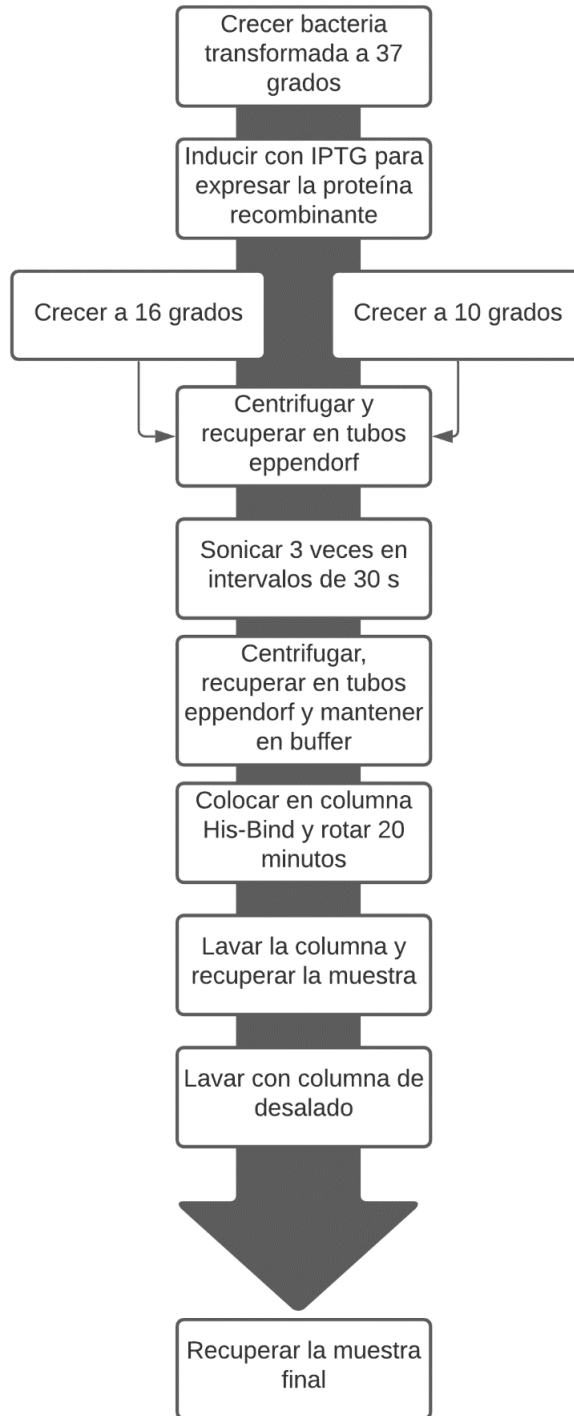 Crecer bacteria
transformada a 37
grados
Inducir con IPTG para
expresar la proteína
recombinante
Crecer a 16 grados
Crecer a 10 grados
Centrifugar y
recuperar en tubos
eppendorf
Sonicar 3 veces en
intervalos de 30 s
Centrifugar,
recuperar en tubos
eppendorf y mantener
en buffer
Colocar en columna
His-Bind y rotar 20
minutos
Lavar la columna y
recuperar la muestra
Lavar con columna de
desalado
Recuperar la muestra
final